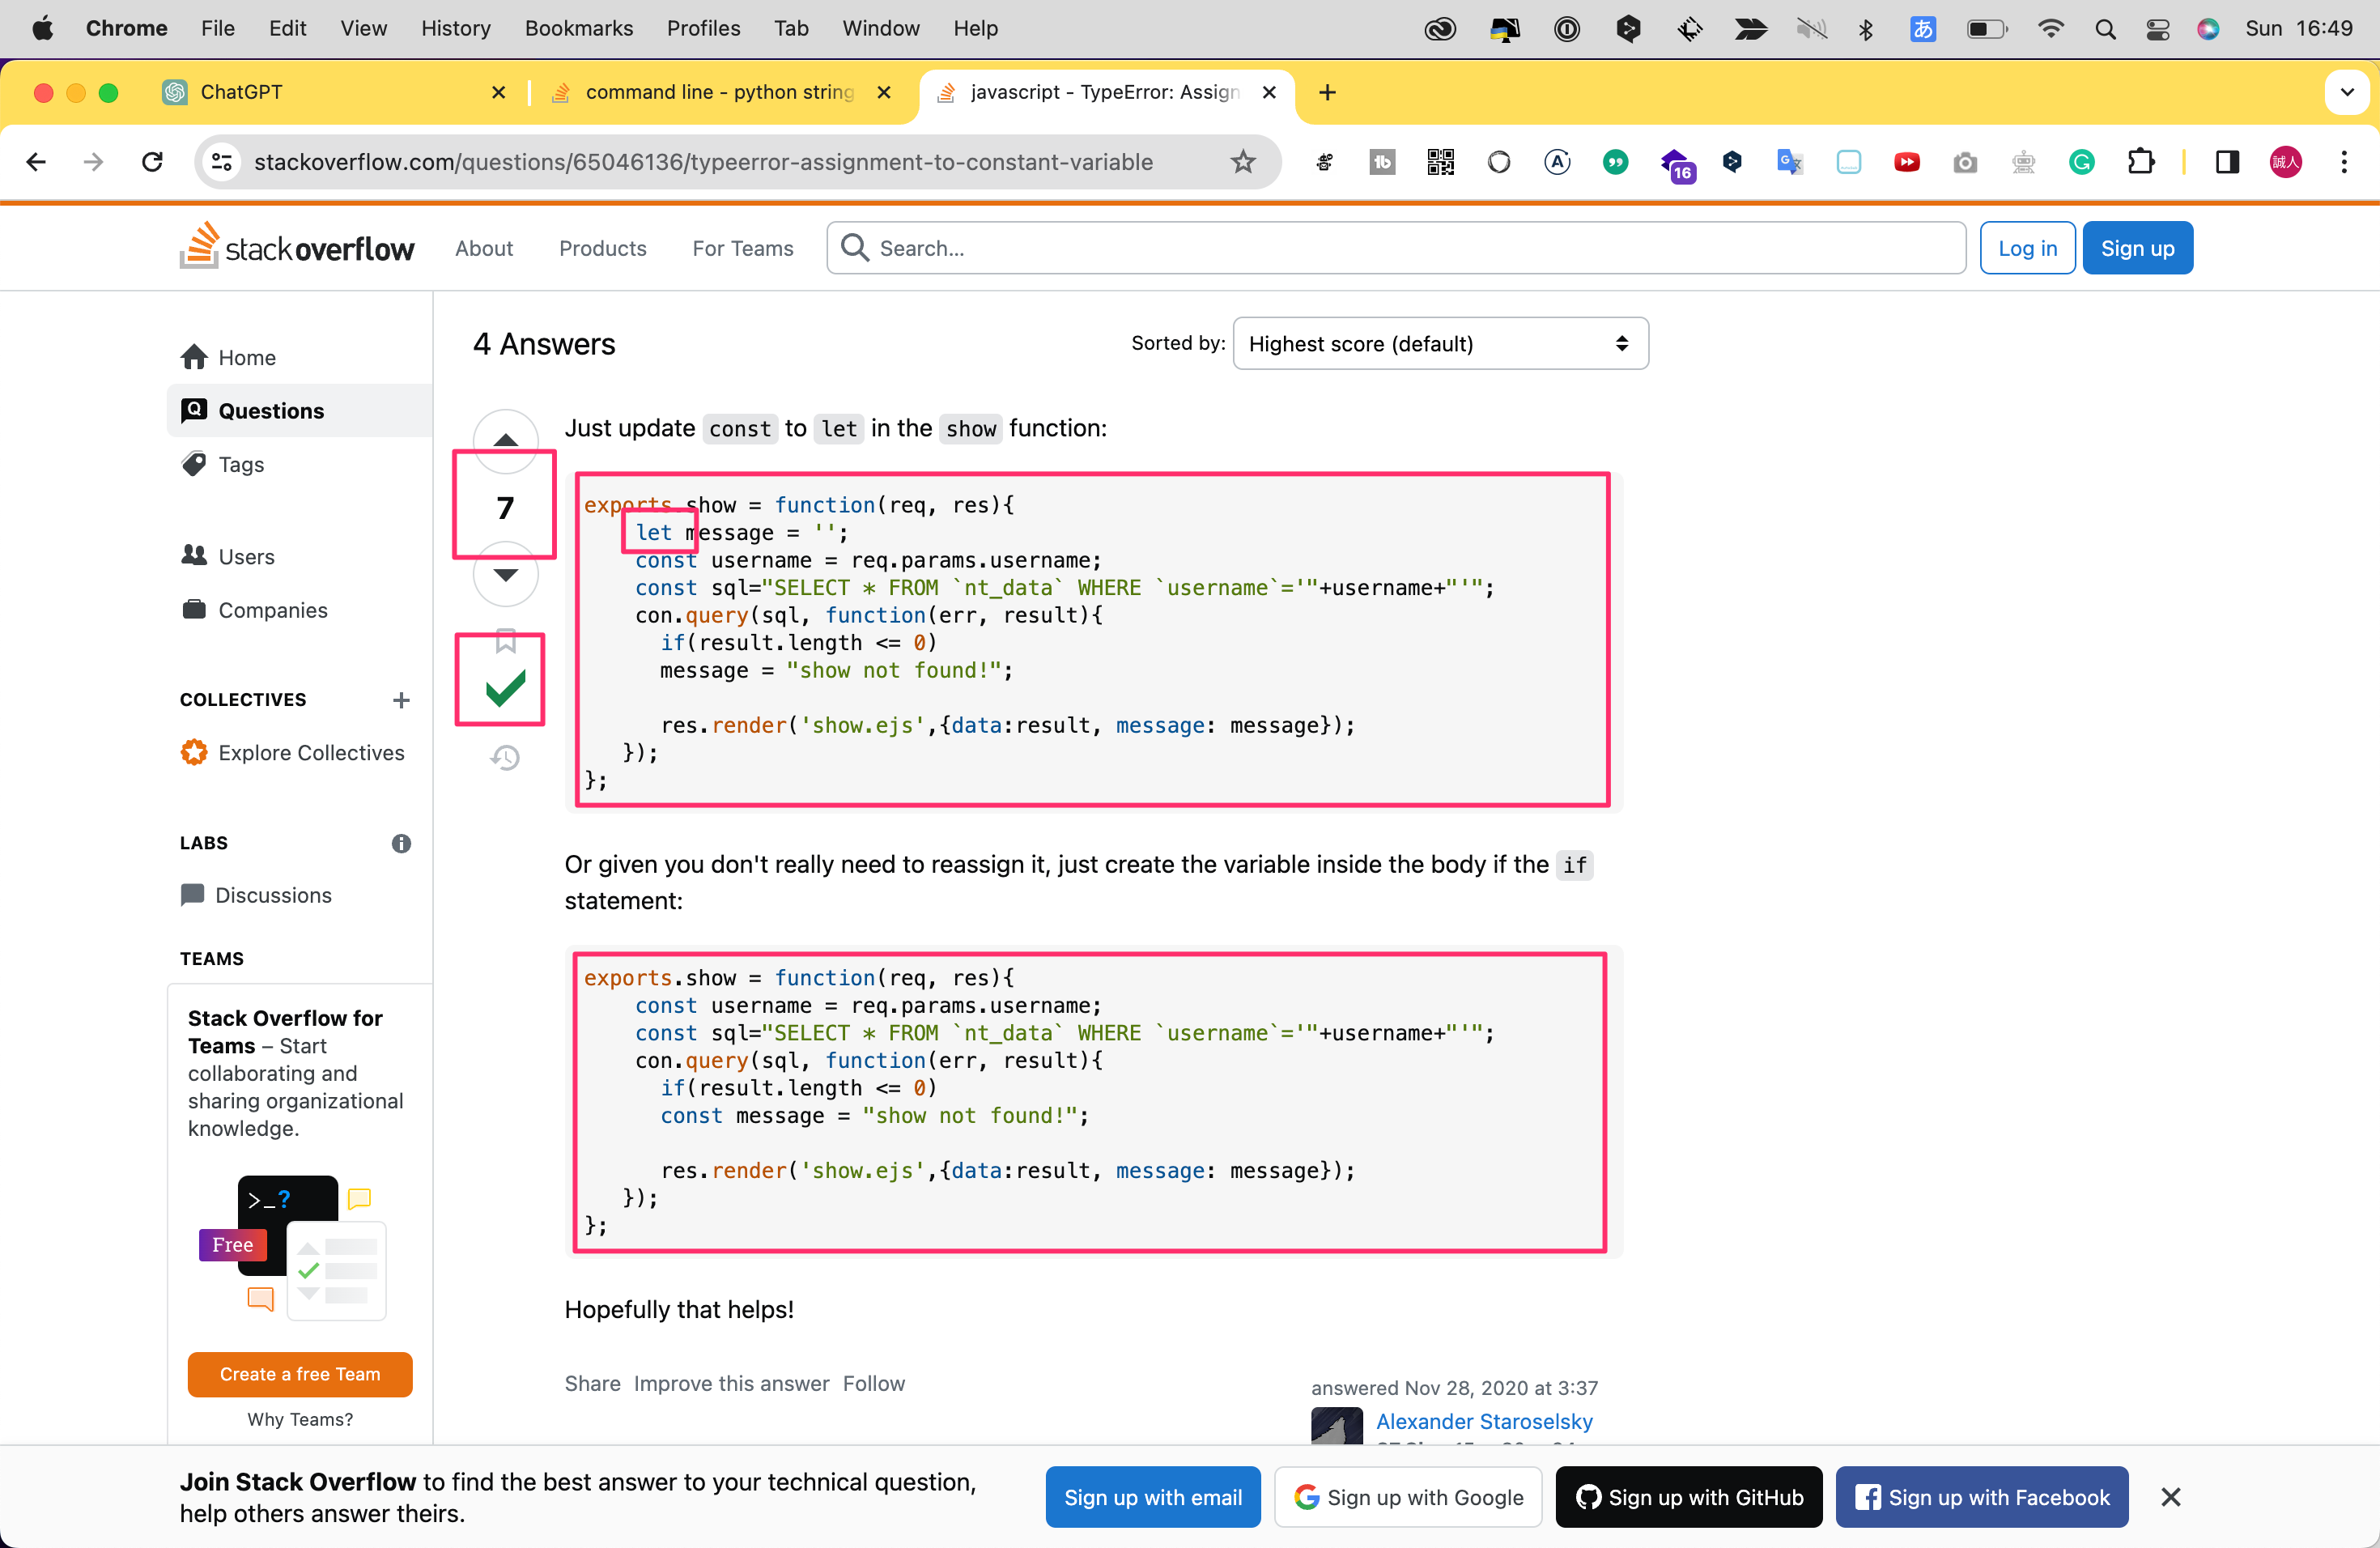 Chrome File Edit View History Bookmarks Profiles Tab Window Help あ Sun 16:49
ChatGPT command line - python string javascript - TypeError: Assign
stackoverflow.com/questions/65046136/typeerror-assignment-to-constant-variable 16 誠人
stackoverflow About Products For Teams Search... Log in Sign up
Home
Questions
Tags
Users
Companies
COLLECTIVES
Explore Collectives
LABS
Discussions
TEAMS
Stack Overflow for
Teams – Start
collaborating and
sharing organizational
knowledge.
>_?
Free
Create a free Team
Why Teams?
4 Answers
Sorted by: Highest score (default)
7
Just update const to let in the show function:
exports.show = function(req, res){
let message = '';
const username = req.params.username;
const sql="SELECT * FROM `nt_data` WHERE `username`='"+username+"'";
con.query(sql, function(err, result){
if(result.length <= 0)
message = "show not found!";
res.render('show.ejs',{data:result, message: message});
});
};
Or given you don't really need to reassign it, just create the variable inside the body if the if
statement:
exports.show = function(req, res){
const username = req.params.username;
const sql="SELECT * FROM `nt_data` WHERE `username`='"+username+"'";
con.query(sql, function(err, result){
if(result.length <= 0)
const message = "show not found!";
res.render('show.ejs',{data:result, message: message});
});
};
Hopefully that helps!
Share Improve this answer Follow
answered Nov 28, 2020 at 3:37
Alexander Staroselsky
Join Stack Overflow to find the best answer to your technical question,
help others answer theirs.
Sign up with email Sign up with Google Sign up with GitHub Sign up with Facebook